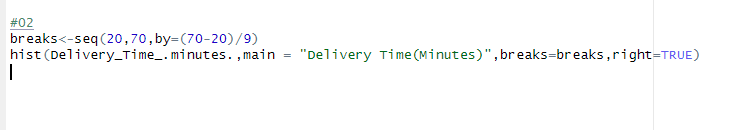 #02
breaks<-seq(20,70,by=(70-20)/9)
hist(Delivery_Time_.minutes.,main = "Delivery Time(Minutes)",breaks=breaks,right=TRUE)